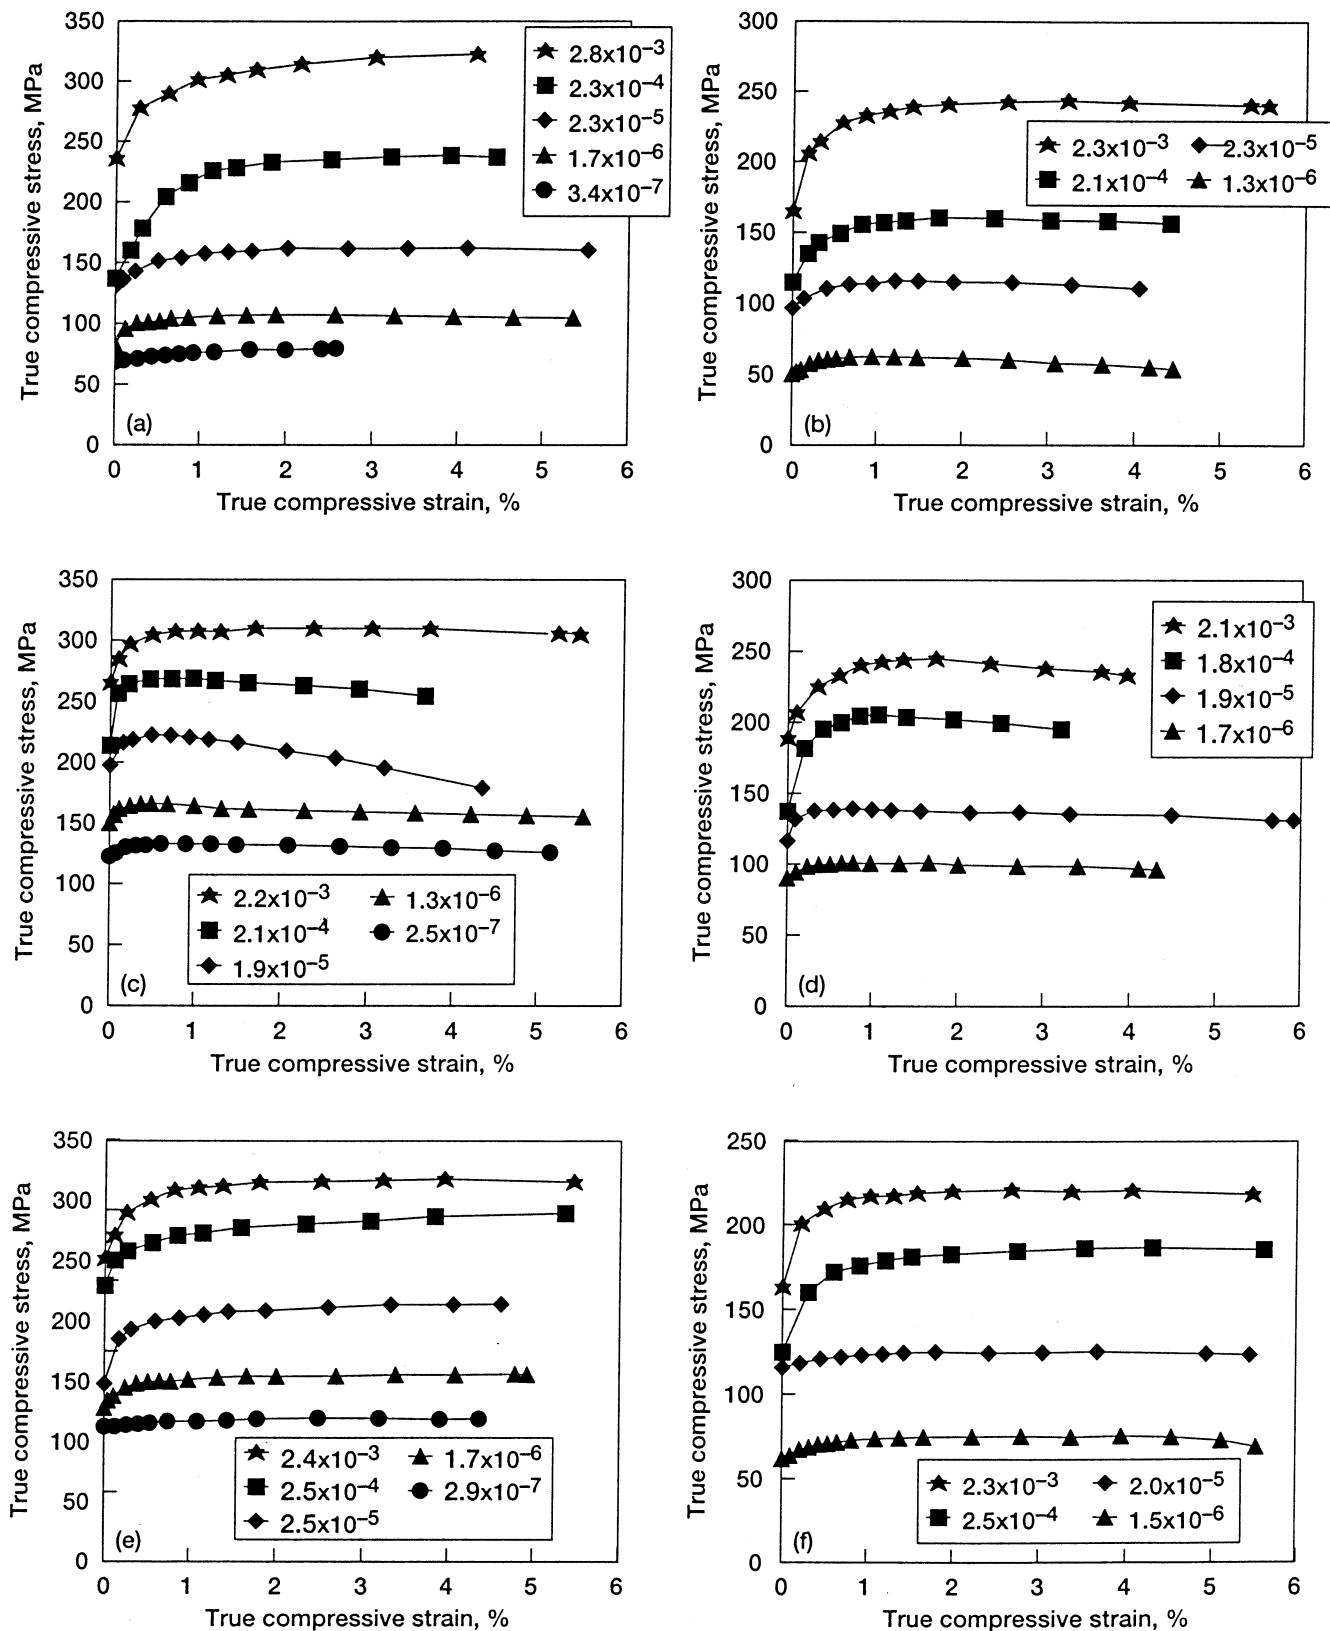 350
300
250
200
150
100
50
0
True compressive stress, MPa
2.8x10⁻³
2.3x10⁻⁴
2.3x10⁻⁵
1.7x10⁻⁶
3.4x10⁻⁷
(a)
0 1 2 3 4 5 6
True compressive strain, %
300
250
200
150
100
50
0
True compressive stress, MPa
2.3x10⁻³ 2.3x10⁻⁵
2.1x10⁻⁴ 1.3x10⁻⁶
(b)
0 1 2 3 4 5 6
True compressive strain, %
350
300
250
200
150
100
50
0
True compressive stress, MPa
2.2x10⁻³ 1.3x10⁻⁶
2.1x10⁻⁴ 2.5x10⁻⁷
1.9x10⁻⁵
(c)
0 1 2 3 4 5 6
True compressive strain, %
300
250
200
150
100
50
0
True compressive stress, MPa
2.1x10⁻³
1.8x10⁻⁴
1.9x10⁻⁵
1.7x10⁻⁶
(d)
0 1 2 3 4 5 6
True compressive strain, %
350
300
250
200
150
100
50
0
True compressive stress, MPa
2.4x10⁻³ 1.7x10⁻⁶
2.5x10⁻⁴ 2.9x10⁻⁷
2.5x10⁻⁵
(e)
0 1 2 3 4 5 6
True compressive strain, %
250
200
150
100
50
0
True compressive stress, MPa
2.3x10⁻³ 2.0x10⁻⁵
2.5x10⁻⁴ 1.5x10⁻⁶
(f)
0 1 2 3 4 5 6
True compressive strain, %